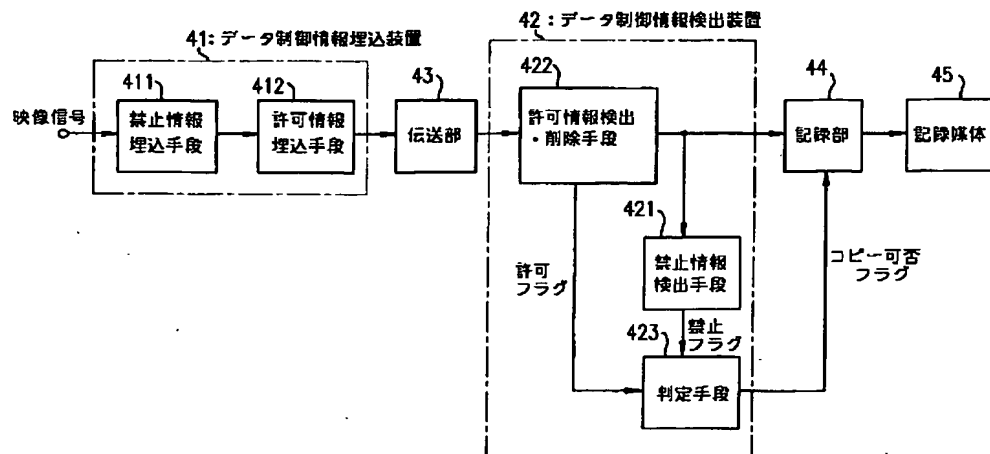 41:データ制御情報埋込装置
42:データ制御情報検出装置
411
412
43
422
44
45
映像信号
禁止情報
埋込手段
許可情報
埋込手段
伝送部
許可情報検出
・削除手段
記録部
記録媒体
421
禁止情報
検出手段
許可
フラグ
コピー可否
フラグ
禁止
フラグ
423
判定手段